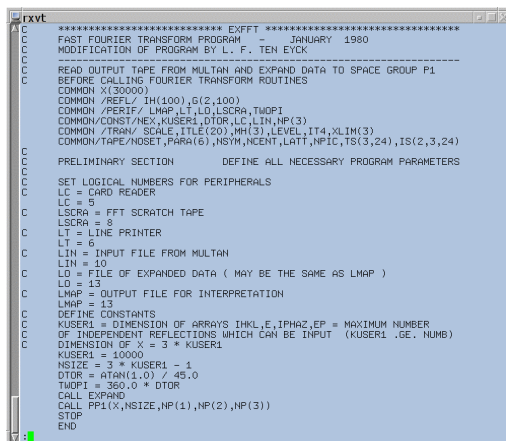 rxvt
C     *************************** EXFFT ********************************
C     FAST FOURIER TRANSFORM PROGRAM   -    JANUARY  1980
C     MODIFICATION OF PROGRAM BY L. F. TEN EYCK
C     -----------------------------------------------------------------
C     READ OUTPUT TAPE FROM MULTAN AND EXPAND DATA TO SPACE GROUP P1
C     BEFORE CALLING FOURIER TRANSFORM ROUTINES
      COMMON X(30000)
      COMMON /REFL/ IH(100),G(2,100)
      COMMON /PERIF/ LMAP,LT,LO,LSCRA,TWOPI
      COMMON/CONST/NEX,KUSER1,DTOR,LC,LIN,NP(3)
      COMMON /TRAN/ SCALE,ITLE(20),MH(3),LEVEL,IT4,XLIM(3)
      COMMON/TAPE/NOSET,PARA(6),NSYM,NCENT,LATT,NPIC,TS(3,24),IS(2,3,24)
C
C     PRELIMINARY SECTION        DEFINE ALL NECESSARY PROGRAM PARAMETERS
C
C     SET LOGICAL NUMBERS FOR PERIPHERALS
C     LC = CARD READER
      LC = 5
C     LSCRA = FFT SCRATCH TAPE
      LSCRA = 8
C     LT = LINE PRINTER
      LT = 6
C     LIN = INPUT FILE FROM MULTAN
      LIN = 10
C     LO = FILE OF EXPANDED DATA ( MAY BE THE SAME AS LMAP )
      LO = 13
C     LMAP = OUTPUT FILE FOR INTERPRETATION
      LMAP = 13
C     DEFINE CONSTANTS
C     KUSER1 = DIMENSION OF ARRAYS IHKL,E,IPHAZ,EP = MAXIMUM NUMBER
C     OF INDEPENDENT REFLECTIONS WHICH CAN BE INPUT  (KUSER1 .GE. NUMB)
C     DIMENSION OF X = 3 * KUSER1
      KUSER1 = 10000
      NSIZE = 3 * KUSER1 - 1
      DTOR = ATAN(1.0) / 45.0
      TWOPI = 360.0 * DTOR
      CALL EXPAND
      CALL PP1(X,NSIZE,NP(1),NP(2),NP(3))
      STOP
      END
: